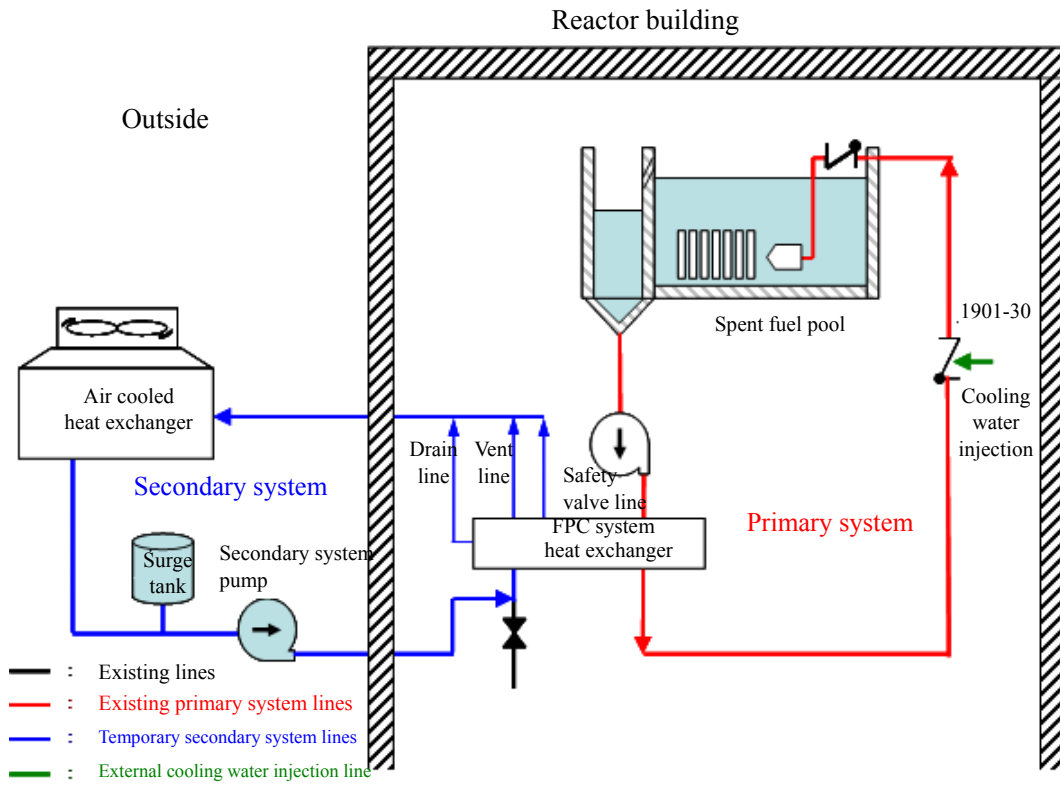 Reactor building
Outside
1901-30
Spent fuel pool
Air cooled
heat exchanger
Cooling
water
injection
Drain
line
Vent
line
Safety
valve line
Secondary system
Primary system
FPC system
heat exchanger
Surge
tank
Secondary system
pump
: Existing lines
: Existing primary system lines
: Temporary secondary system lines
: External cooling water injection line